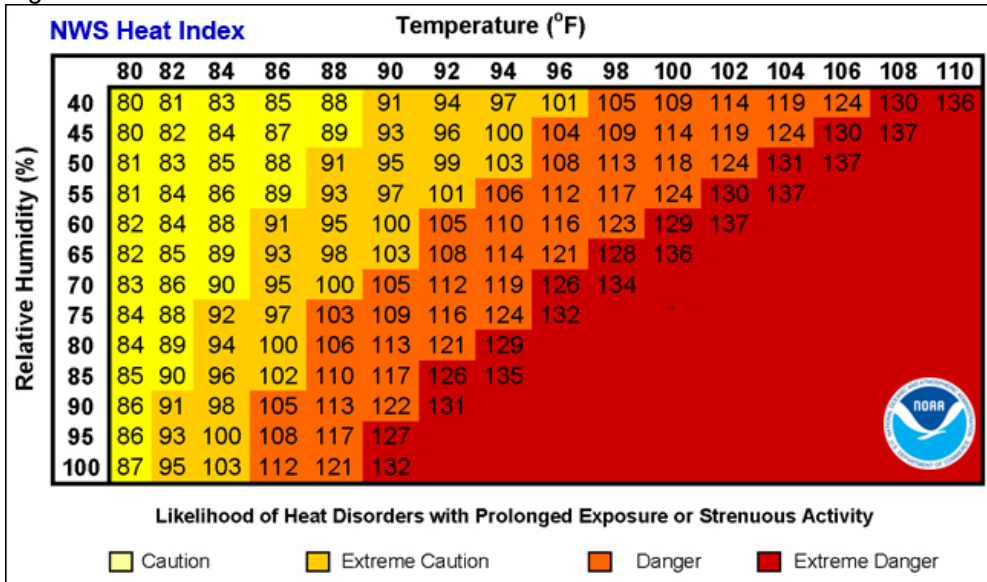 NWS Heat Index Temperature (°F)
80 82 84 86 88 90 92 94 96 98 100 102 104 106 108 110
40 80 81 83 85 88 91 94 97 101 105 109 114 119 124 130 136
45 80 82 84 87 89 93 96 100 104 109 114 119 124 130 137
50 81 83 85 88 91 95 99 103 108 113 118 124 131 137
55 81 84 86 89 93 97 101 106 112 117 124 130 137
60 82 84 88 91 95 100 105 110 116 123 129 137
65 82 85 89 93 98 103 108 114 121 128 136
70 83 86 90 95 100 105 112 119 126 134
75 84 88 92 97 103 109 116 124 132
80 84 89 94 100 106 113 121 129
85 85 90 96 102 110 117 126 135
90 86 91 98 105 113 122 131
95 86 93 100 108 117 127
100 87 95 103 112 121 132
Relative Humidity (%)
NOAA
Likelihood of Heat Disorders with Prolonged Exposure or Strenuous Activity
Caution Extreme Caution Danger Extreme Danger